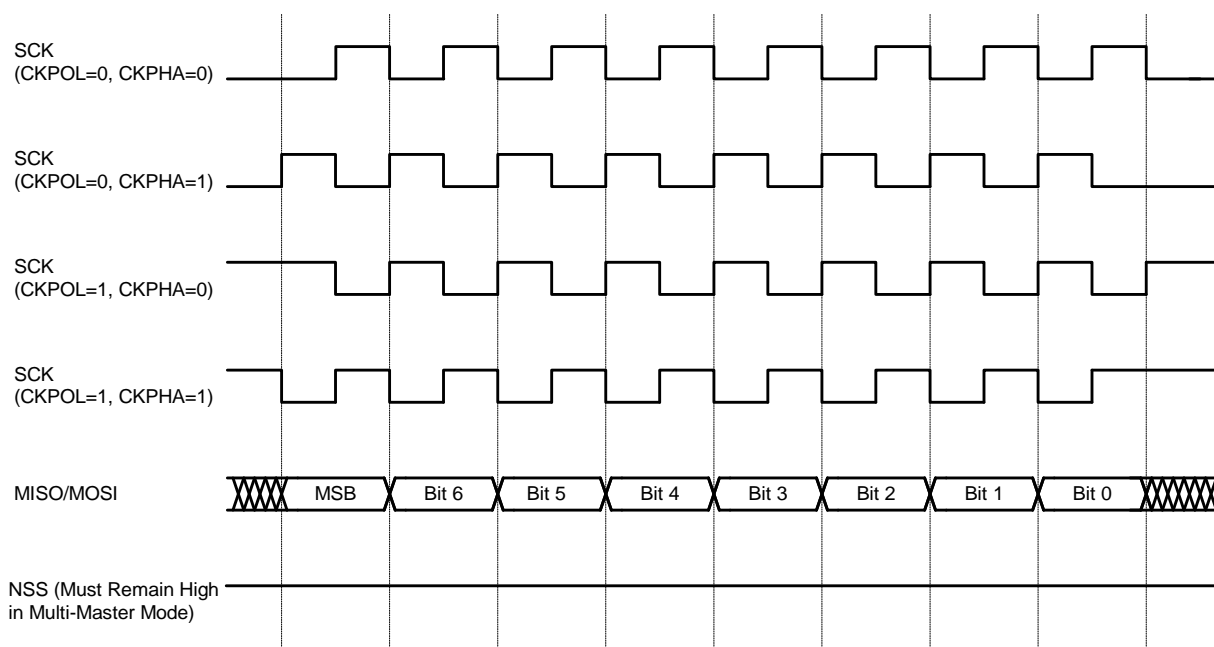 SCK
(CKPOL=0, CKPHA=0)
SCK
(CKPOL=0, CKPHA=1)
SCK
(CKPOL=1, CKPHA=0)
SCK
(CKPOL=1, CKPHA=1)
MISO/MOSI
MSB
Bit 6
Bit 5
Bit 4
Bit 3
Bit 2
Bit 1
Bit 0
NSS (Must Remain High
in Multi-Master Mode)